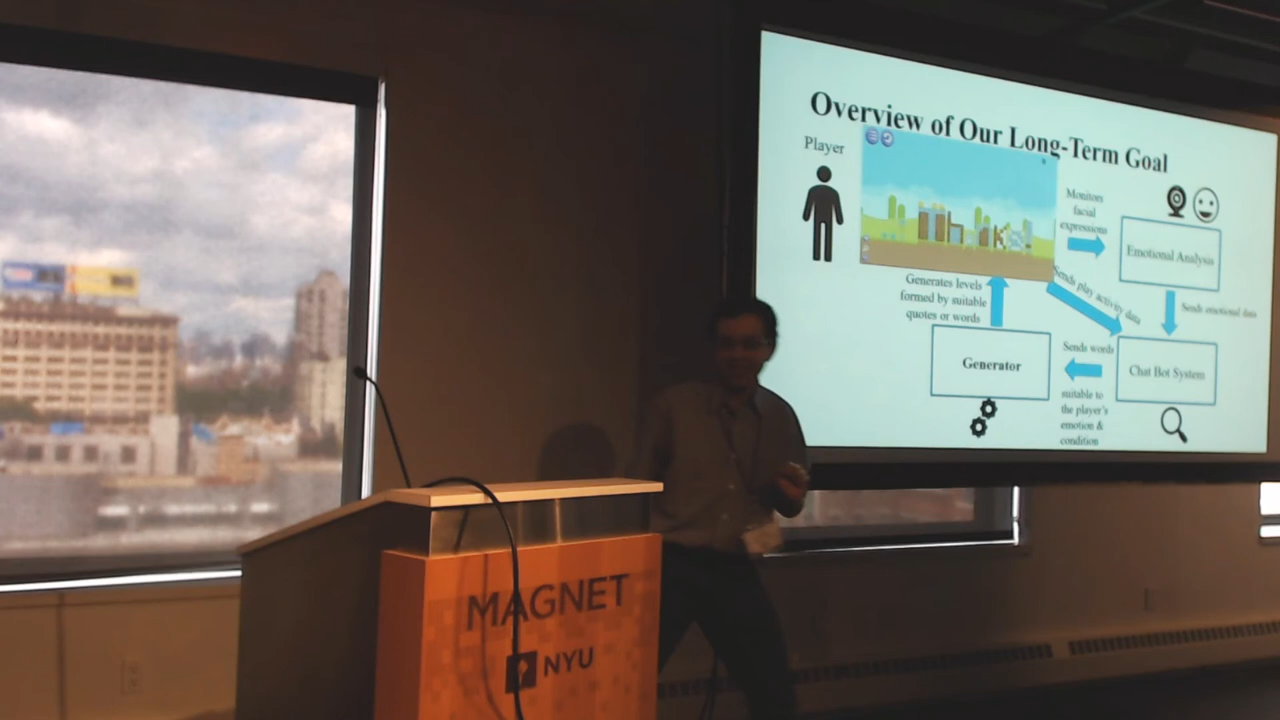 Overview of Our Long-Term Goal
Player
Monitors
facial
expressions
Emotional Analysis
Sends play activity data
Sends emotional data
Generates levels
formed by suitable
quotes or words
Generator
Sends words
suitable to
the player's
emotion &
condition
Chat Bot System
MAGNET
NYU